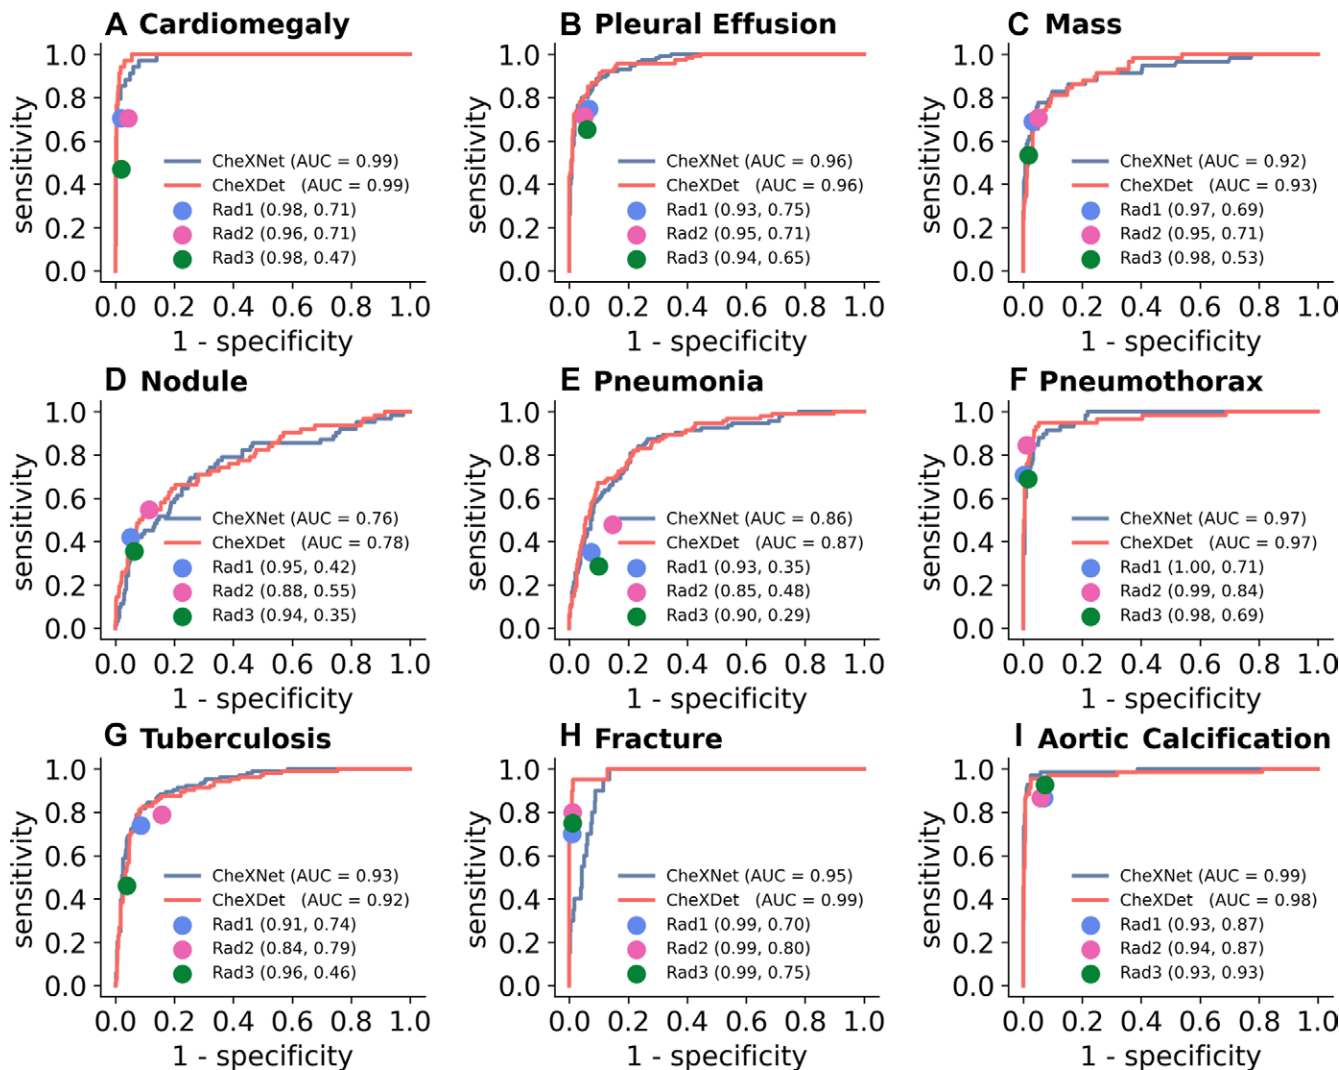 A Cardiomegaly
1.0
0.8
0.6
0.4
0.2
0.0
sensitivity
CheXNet (AUC = 0.99)
CheXDet (AUC = 0.99)
Rad1 (0.98, 0.71)
Rad2 (0.96, 0.71)
Rad3 (0.98, 0.47)
0.0 0.2 0.4 0.6 0.8 1.0
1 - specificity
B Pleural Effusion
1.0
0.8
0.6
0.4
0.2
0.0
sensitivity
CheXNet (AUC = 0.96)
CheXDet (AUC = 0.96)
Rad1 (0.93, 0.75)
Rad2 (0.95, 0.71)
Rad3 (0.94, 0.65)
0.0 0.2 0.4 0.6 0.8 1.0
1 - specificity
C Mass
1.0
0.8
0.6
0.4
0.2
0.0
sensitivity
CheXNet (AUC = 0.92)
CheXDet (AUC = 0.93)
Rad1 (0.97, 0.69)
Rad2 (0.95, 0.71)
Rad3 (0.98, 0.53)
0.0 0.2 0.4 0.6 0.8 1.0
1 - specificity
D Nodule
1.0
0.8
0.6
0.4
0.2
0.0
sensitivity
CheXNet (AUC = 0.76)
CheXDet (AUC = 0.78)
Rad1 (0.95, 0.42)
Rad2 (0.88, 0.55)
Rad3 (0.94, 0.35)
0.0 0.2 0.4 0.6 0.8 1.0
1 - specificity
E Pneumonia
1.0
0.8
0.6
0.4
0.2
0.0
sensitivity
CheXNet (AUC = 0.86)
CheXDet (AUC = 0.87)
Rad1 (0.93, 0.35)
Rad2 (0.85, 0.48)
Rad3 (0.90, 0.29)
0.0 0.2 0.4 0.6 0.8 1.0
1 - specificity
F Pneumothorax
1.0
0.8
0.6
0.4
0.2
0.0
sensitivity
CheXNet (AUC = 0.97)
CheXDet (AUC = 0.97)
Rad1 (1.00, 0.71)
Rad2 (0.99, 0.84)
Rad3 (0.98, 0.69)
0.0 0.2 0.4 0.6 0.8 1.0
1 - specificity
G Tuberculosis
1.0
0.8
0.6
0.4
0.2
0.0
sensitivity
CheXNet (AUC = 0.93)
CheXDet (AUC = 0.92)
Rad1 (0.91, 0.74)
Rad2 (0.84, 0.79)
Rad3 (0.96, 0.46)
0.0 0.2 0.4 0.6 0.8 1.0
1 - specificity
H Fracture
1.0
0.8
0.6
0.4
0.2
0.0
sensitivity
CheXNet (AUC = 0.95)
CheXDet (AUC = 0.99)
Rad1 (0.99, 0.70)
Rad2 (0.99, 0.80)
Rad3 (0.99, 0.75)
0.0 0.2 0.4 0.6 0.8 1.0
1 - specificity
I Aortic Calcification
1.0
0.8
0.6
0.4
0.2
0.0
sensitivity
CheXNet (AUC = 0.99)
CheXDet (AUC = 0.98)
Rad1 (0.93, 0.87)
Rad2 (0.94, 0.87)
Rad3 (0.93, 0.93)
0.0 0.2 0.4 0.6 0.8 1.0
1 - specificity